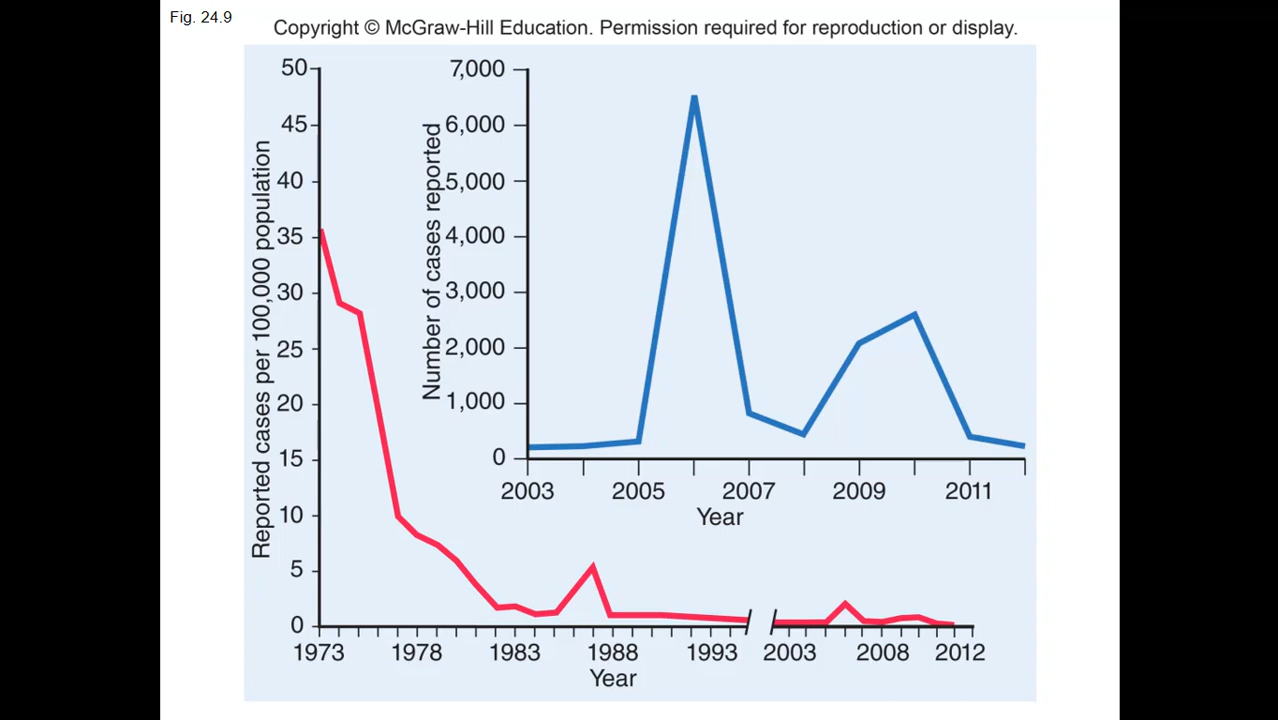 Fig. 24.9
Copyright © McGraw-Hill Education. Permission required for reproduction or display.
Reported cases per 100,000 population
50
45
40
35
30
25
20
15
10
5
0
1973 1978 1983 1988 1993 2003 2008 2012
Year
Number of cases reported
7,000
6,000
5,000
4,000
3,000
2,000
1,000
0
2003 2005 2007 2009 2011
Year